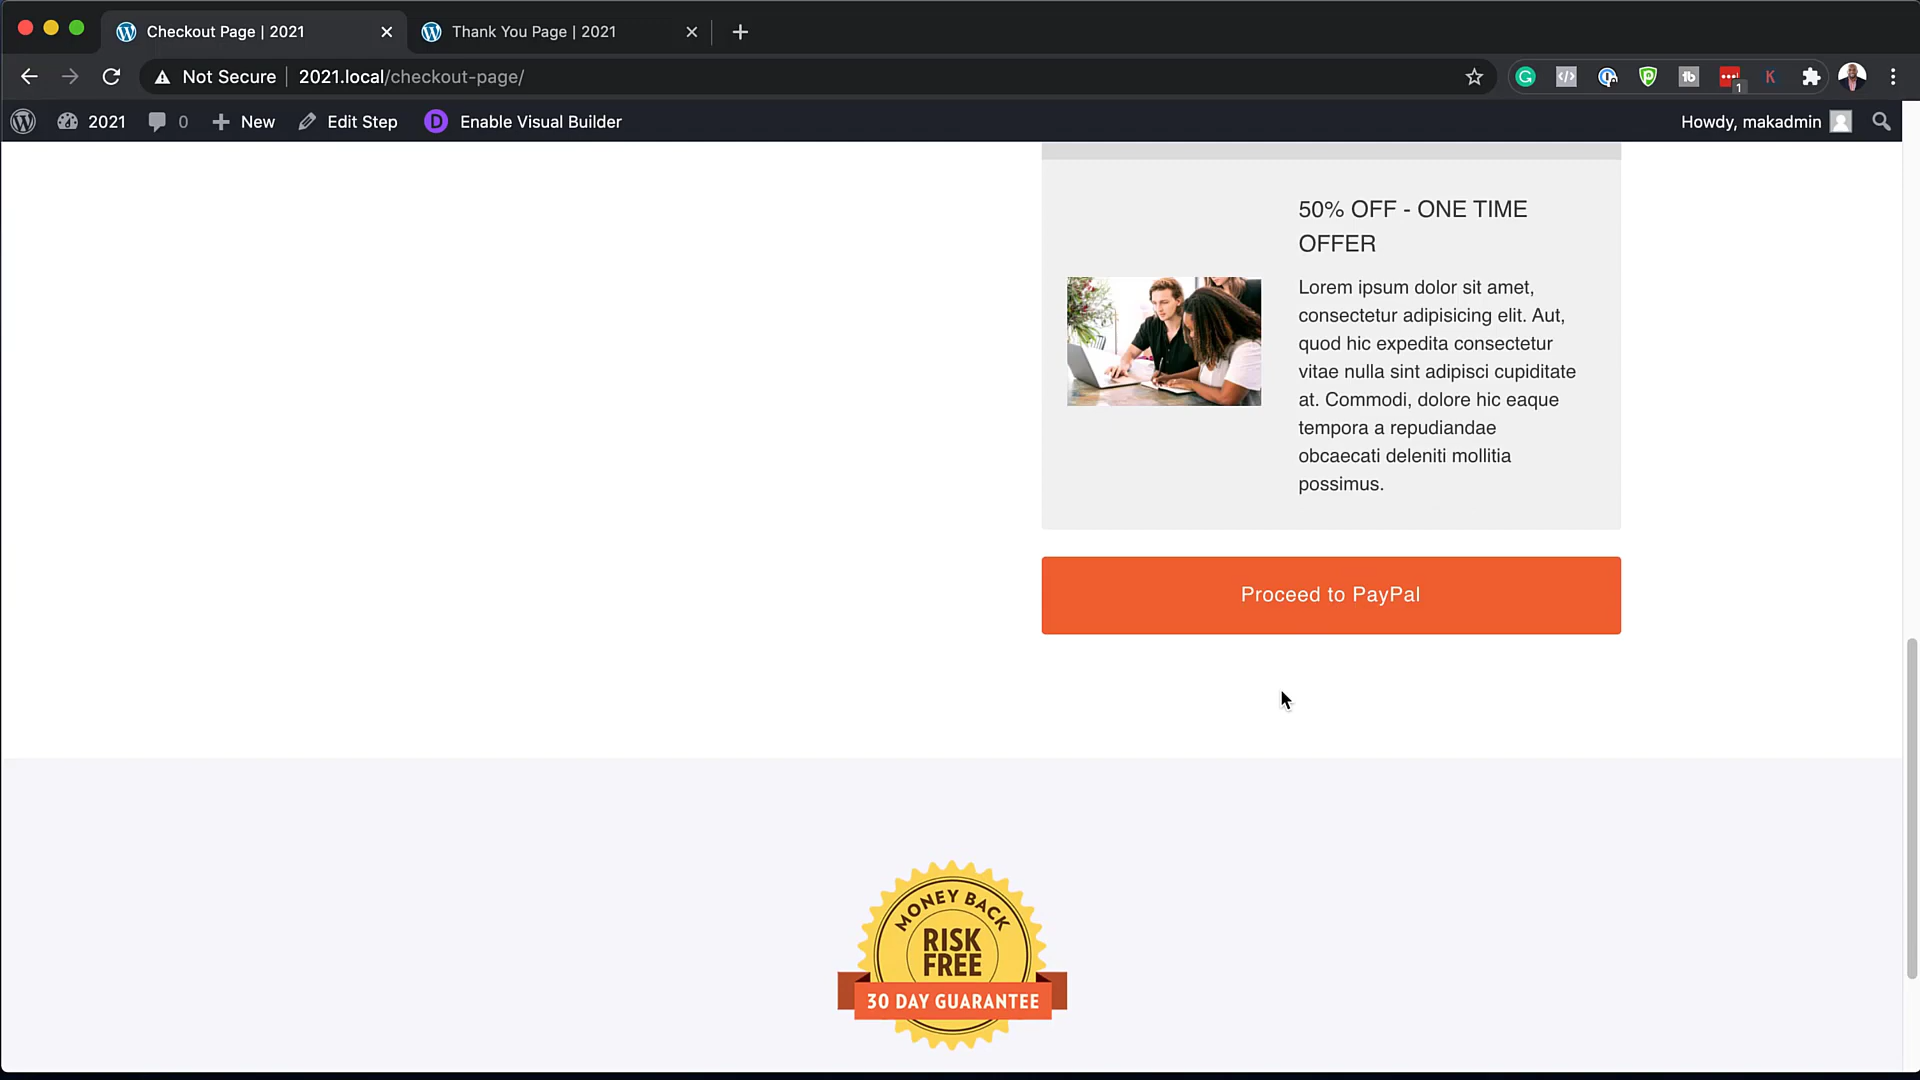 Checkout Page | 2021
Thank You Page | 2021
Not Secure
2021.local/checkout-page/
1
2021
0
New
Edit Step
D
Enable Visual Builder
Howdy, makadmin
50% OFF - ONE TIME
OFFER
Lorem ipsum dolor sit amet,
consectetur adipisicing elit. Aut,
quod hic expedita consectetur
vitae nulla sint adipisci cupiditate
at. Commodi, dolore hic eaque
tempora a repudiandae
obcaecati deleniti mollitia
possimus.
Proceed to PayPal
MONEY BACK
RISK
FREE
30 DAY GUARANTEE